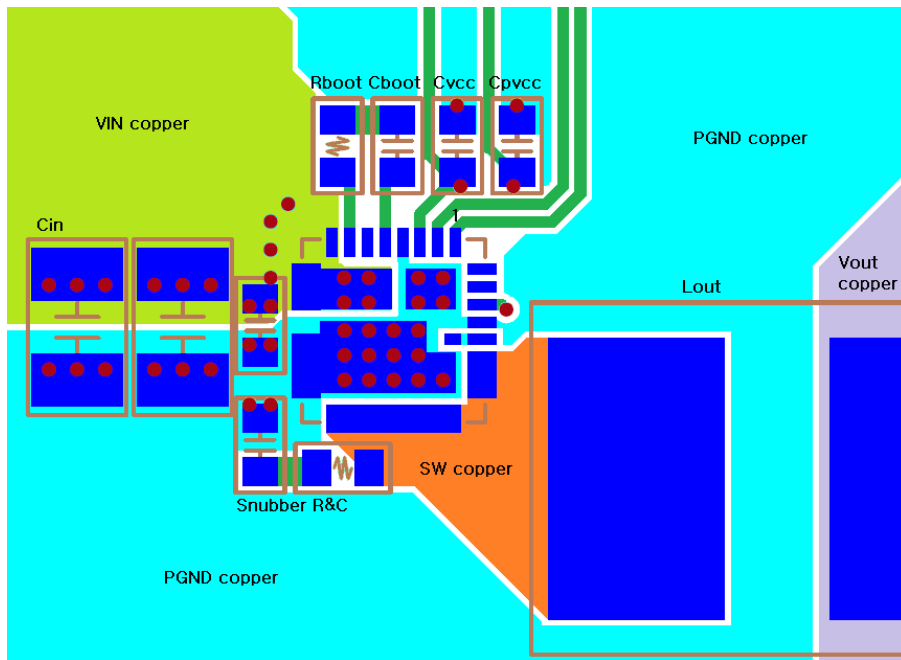 Rboot Cboot Cvcc Cpvcc
VIN copper
PGND copper
1
Cin
Vout
copper
Lout
SW copper
Snubber R&C
PGND copper